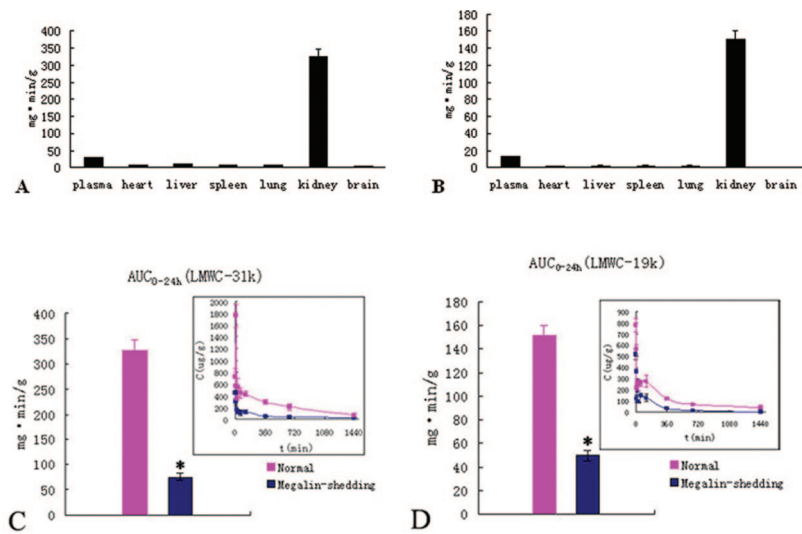 400
350
300
250
200
150
100
50
0
mg*min/g
plasma heart liver spleen lung kidney brain
A
160
140
120
100
80
60
40
20
0
mg*min/g
plasma heart liver spleen lung kidney brain
B
AUC0-24h(LMWC-31k)
400
350
300
250
200
150
100
50
0
mg*min/g
*
2000
1800
1600
1400
1200
1000
800
600
400
200
0
C(ug/g)
0 360 720 1080 1440
t(min)
Normal
Megalin-shedding
C
AUC0-24h(LMWC-19k)
180
160
140
120
100
80
60
40
20
0
mg*min/g
*
900
800
700
600
500
400
300
200
100
0
C(ug/g)
0 360 720 1080 1440
t(min)
Normal
Megalin-shedding
D